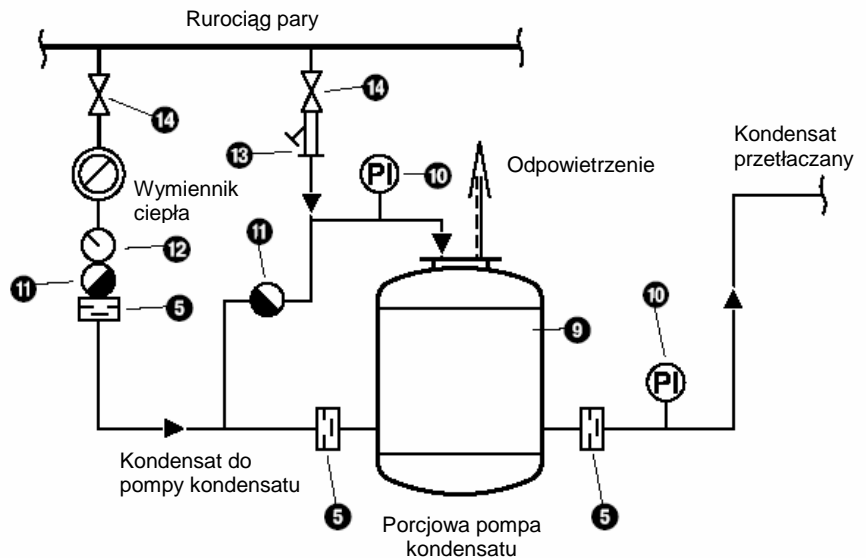 Rurociąg pary
14
14
13
Kondensat
przetłaczany
PI
10
Odpowietrzenie
Wymiennik
ciepła
12
11
11
5
9
10
PI
Kondensat do
pompy kondensatu
5
5
Porcjowa pompa
kondensatu